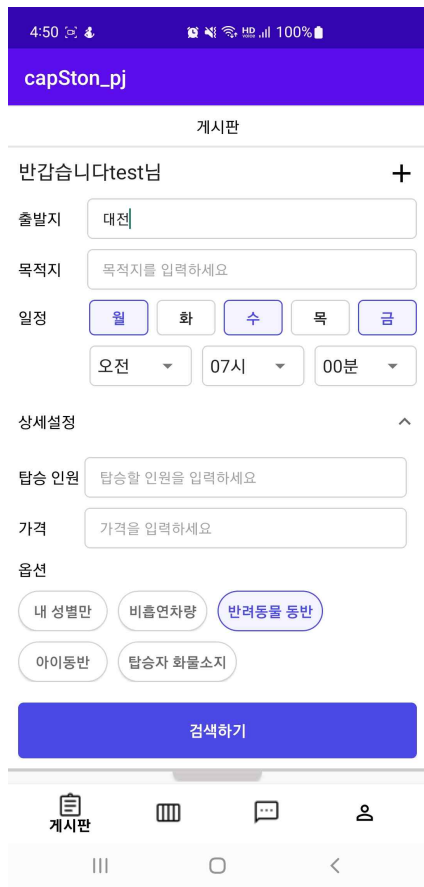 4:50 100%
capSton_pj
게시판
반갑습니다test님
출발지 대전
목적지 목적지를 입력하세요
일정 월 화 수 목 금
오전 07시 00분
상세설정
탑승 인원 탑승할 인원을 입력하세요
가격 가격을 입력하세요
옵션
내 성별만 비흡연차량 반려동물 동반
아이동반 탑승자 화물소지
검색하기
게시판